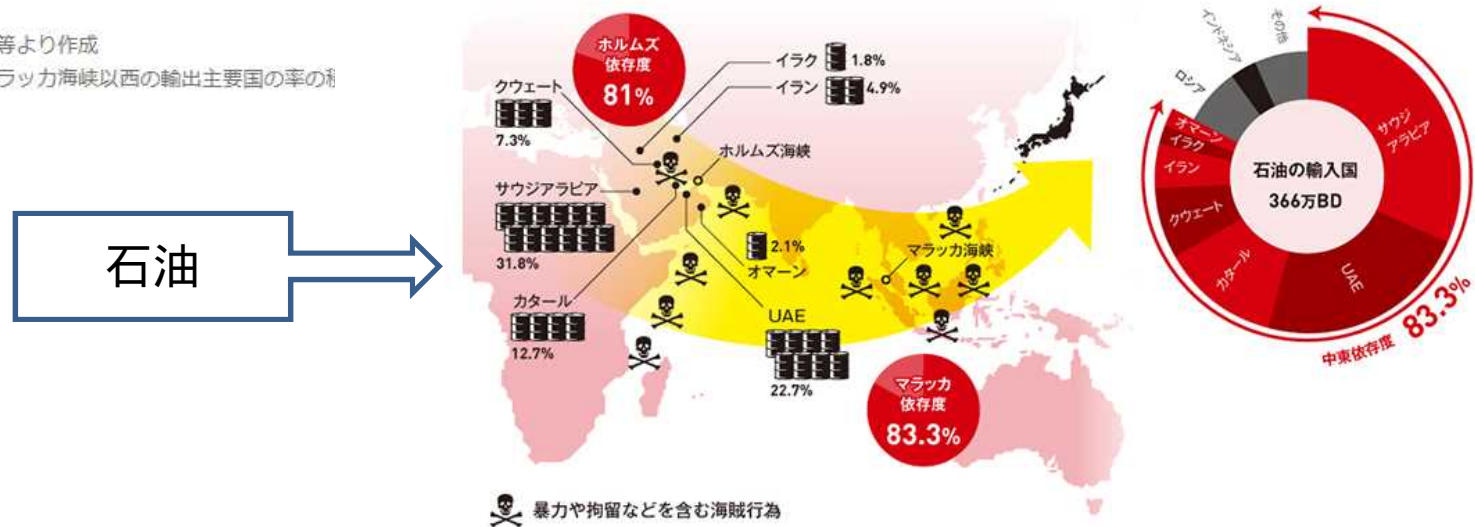 等より作成
ラッカ海峡以西の輸出主要国の率の
石油
ホルムズ
依存度
81%
クウェート
7.3%
イラク 1.8%
イラン 4.9%
ホルムズ海峡
サウジアラビア
31.8%
2.1%
オマーン
マラッカ海峡
カタール
12.7%
UAE
22.7%
マラッカ
依存度
83.3%
暴力や拘留などを含む海賊行為
その他
インドネシア
ロシア
オマーン
イラク
イラン
クウェート
カタール
UAE
サウジ
アラビア
石油の輸入国
366万BD
中東依存度 83.3%